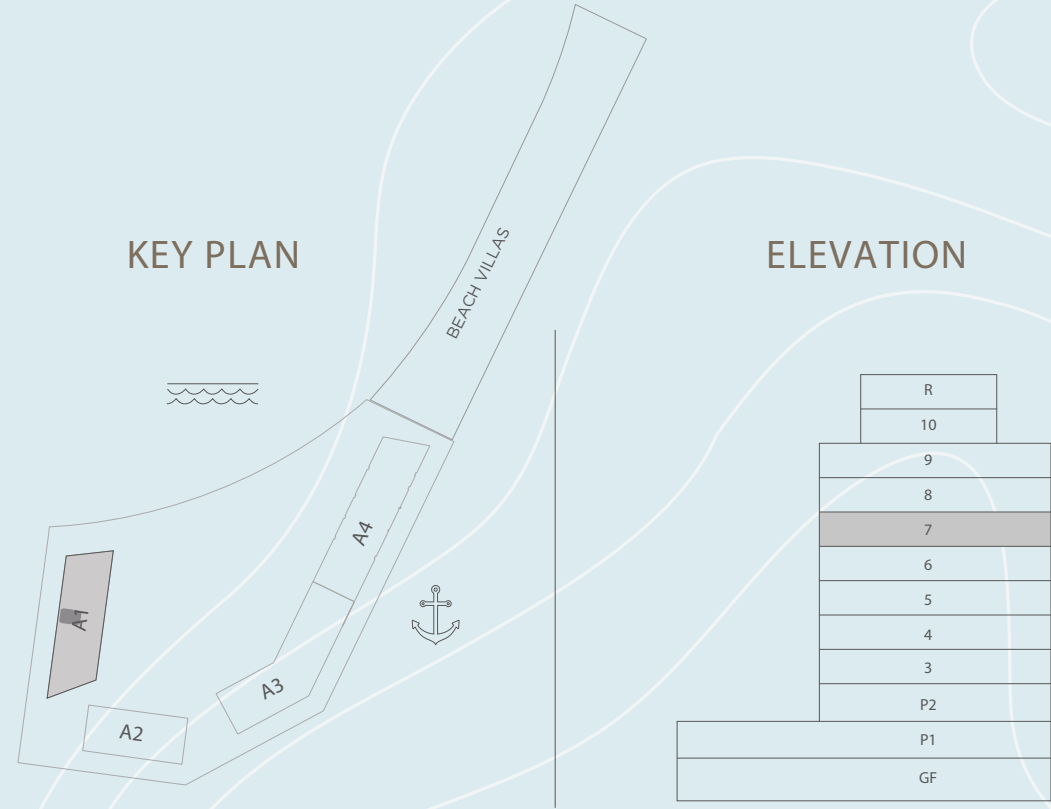 KEY PLAN
BEACH VILLAS
A4
A1
A3
A2
ELEVATION
R
10
9
8
7
6
5
4
3
P2
P1
GF